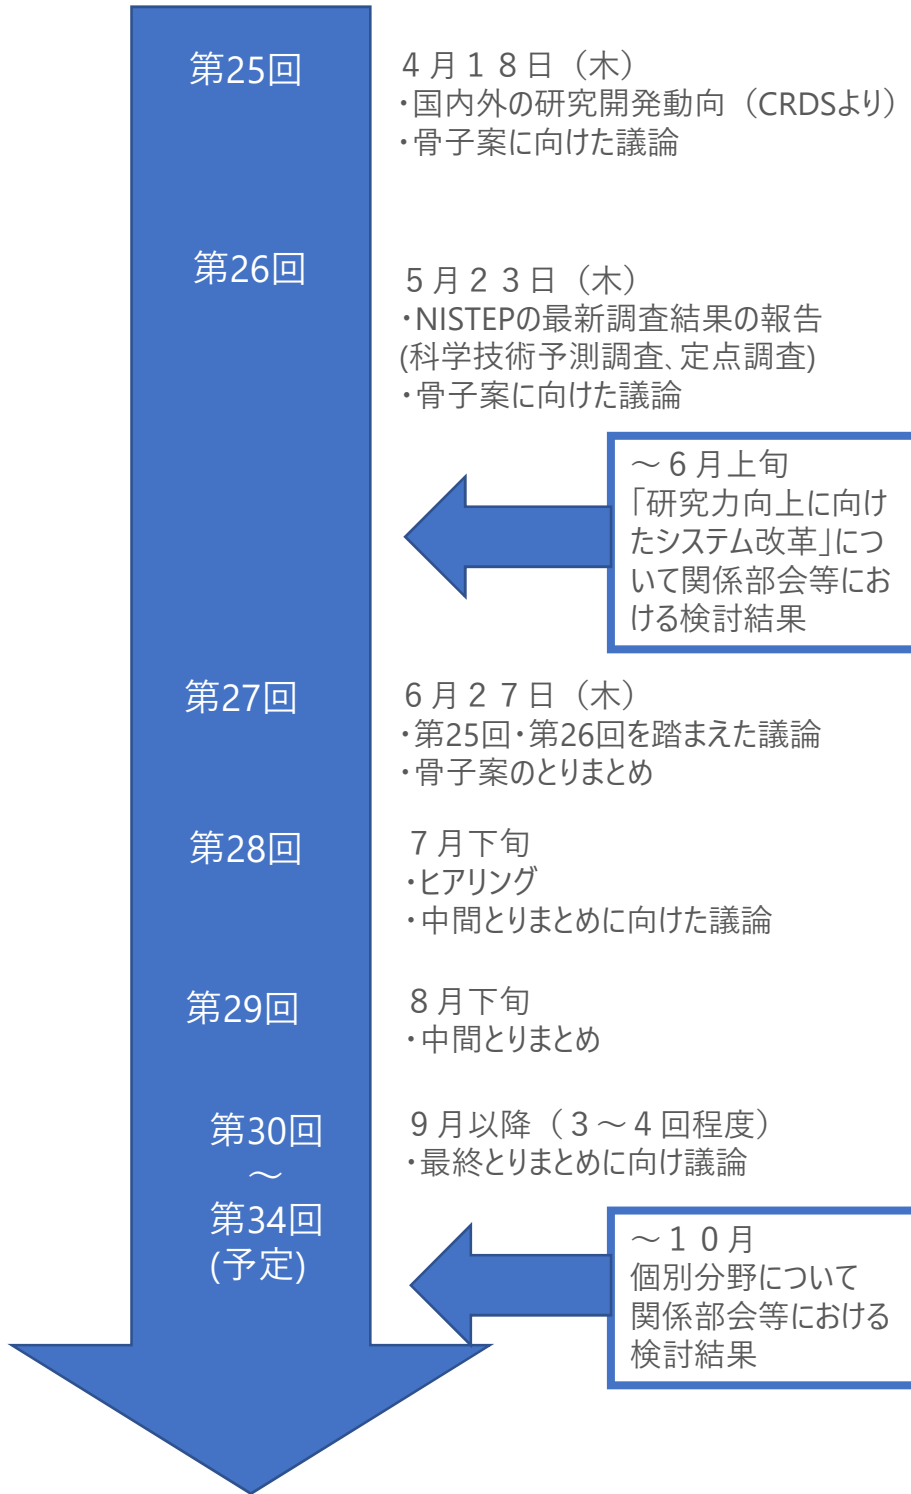 第25回
４月１８日（木）
・国内外の研究開発動向（CRDSより）
・骨子案に向けた議論
第26回
５月２３日（木）
・NISTEPの最新調査結果の報告
(科学技術予測調査、定点調査)
・骨子案に向けた議論
～６月上旬
「研究力向上に向け
たシステム改革」につ
いて関係部会等にお
ける検討結果
第27回
６月２７日（木）
・第25回・第26回を踏まえた議論
・骨子案のとりまとめ
第28回
７月下旬
・ヒアリング
・中間とりまとめに向けた議論
第29回
８月下旬
・中間とりまとめ
第30回
～
第34回
(予定)
９月以降（３～４回程度）
・最終とりまとめに向け議論
～１０月
個別分野について
関係部会等における
検討結果